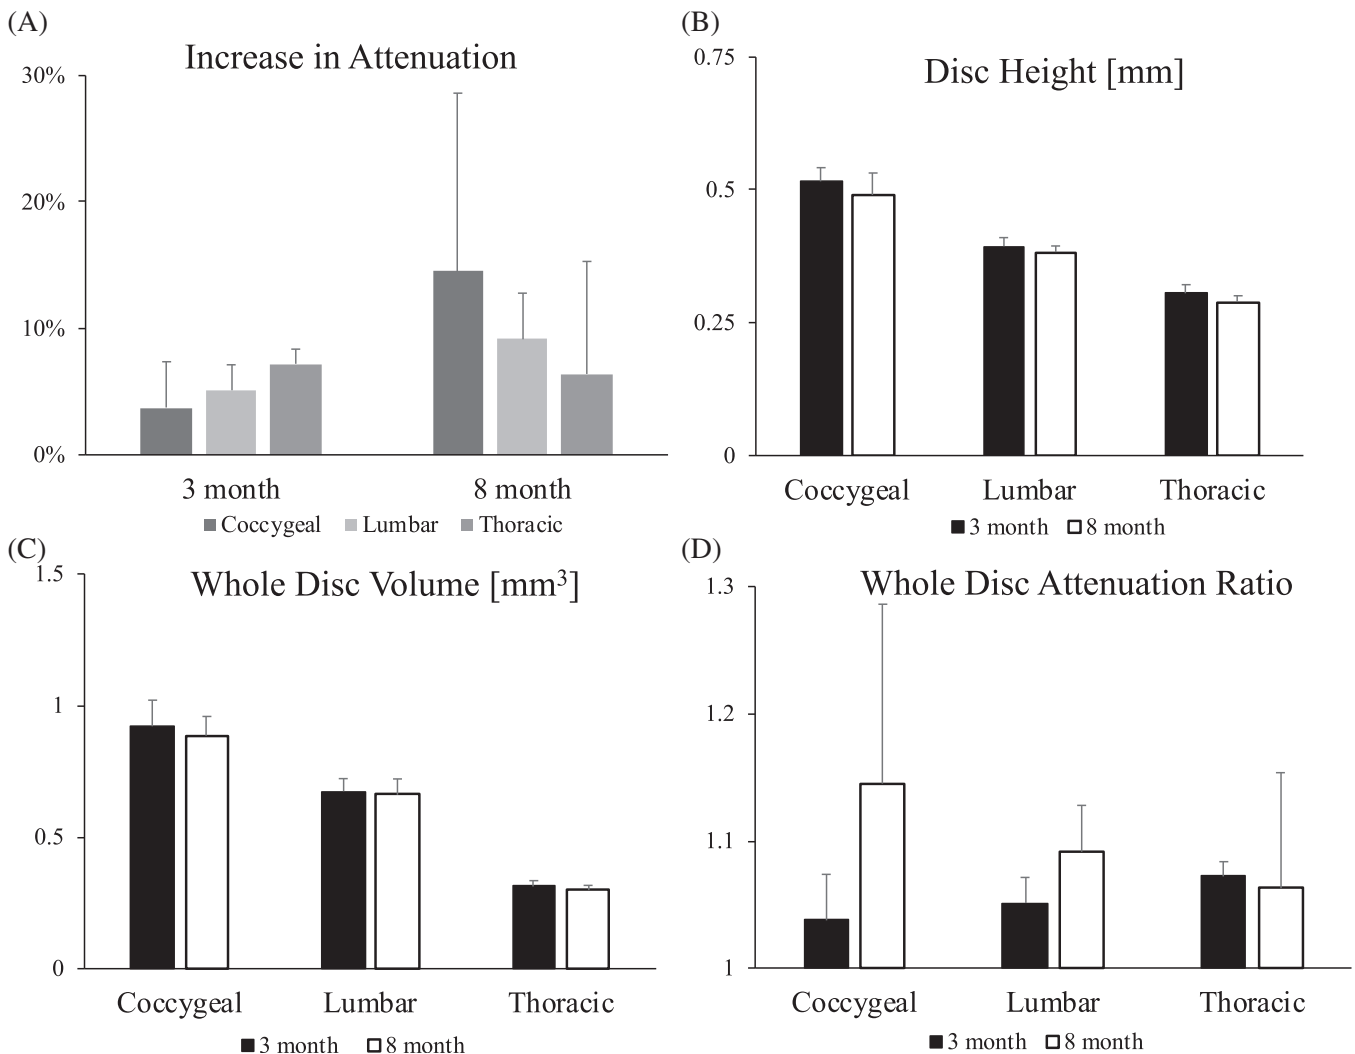 (A)
Increase in Attenuation
30%
20%
10%
0%
3 month 8 month
Coccygeal Lumbar Thoracic
(B)
Disc Height [mm]
0.75
0.5
0.25
0
Coccygeal Lumbar Thoracic
3 month 8 month
(C)
Whole Disc Volume [mm³]
1.5
1
0.5
0
Coccygeal Lumbar Thoracic
3 month 8 month
(D)
Whole Disc Attenuation Ratio
1.3
1.2
1.1
1
Coccygeal Lumbar Thoracic
3 month 8 month